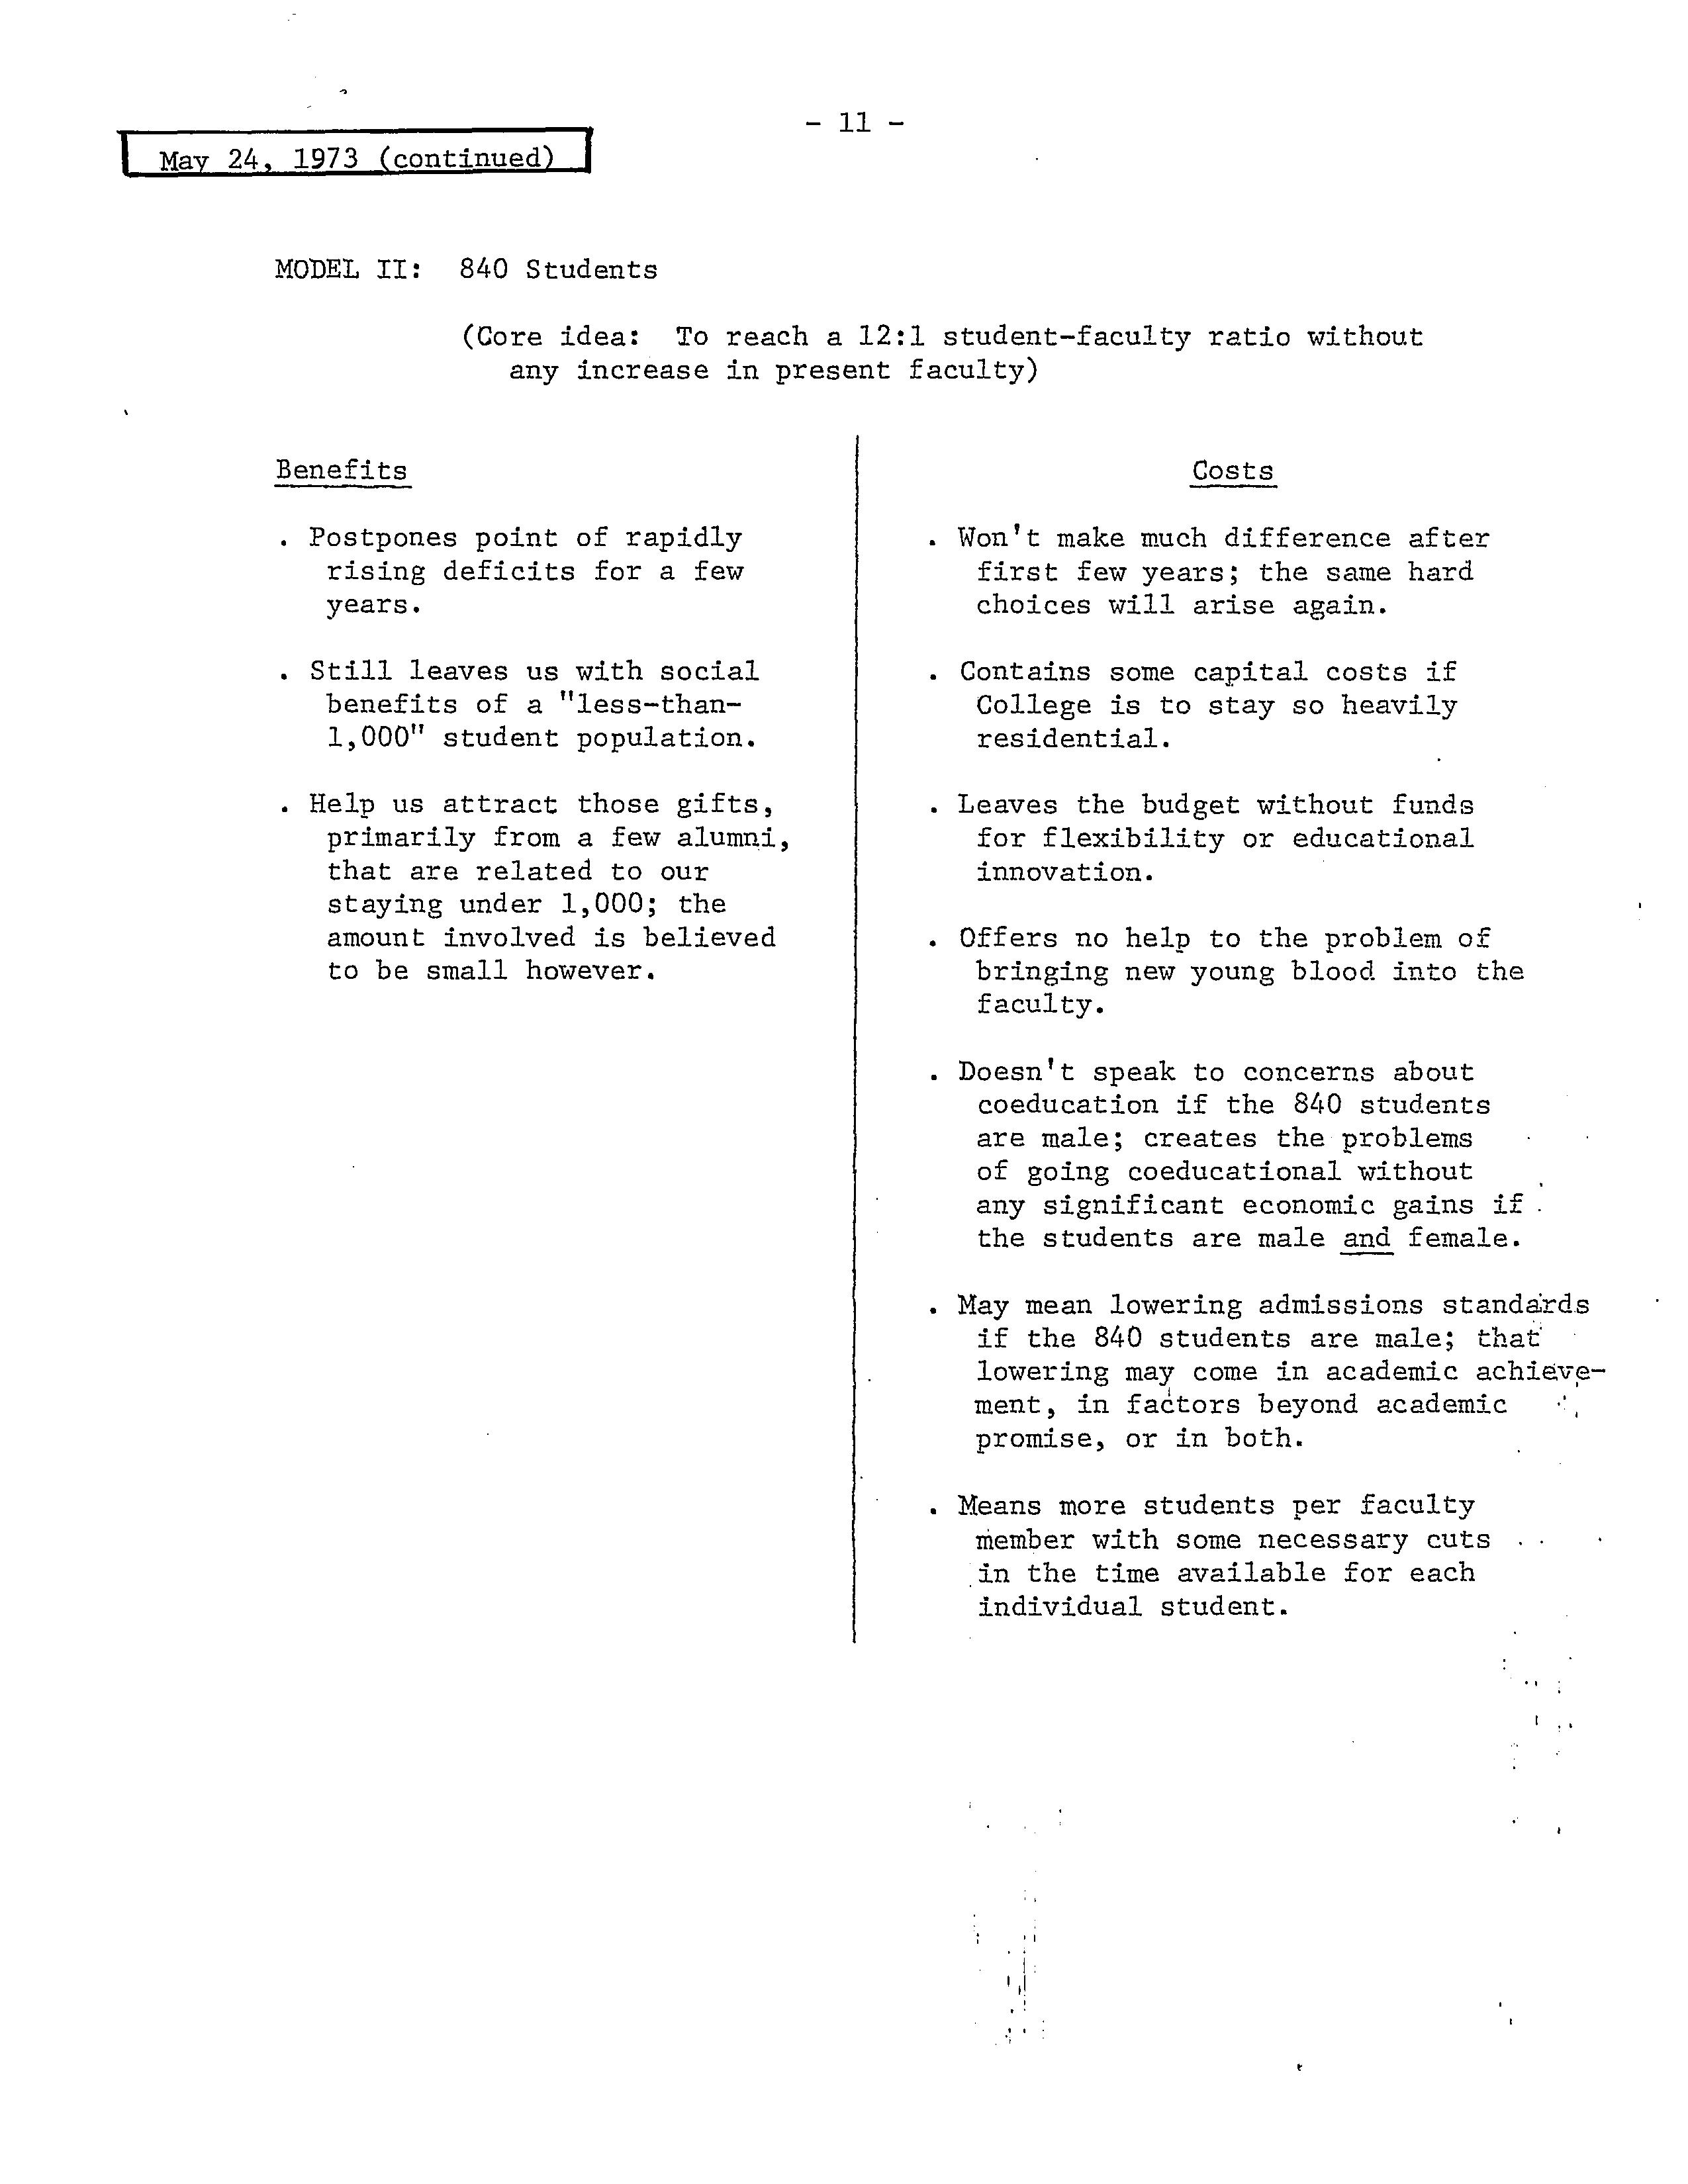 - 11 -
May 24, 1973 (continued)
MODEL II: 840 Students
(Core idea: To reach a 12:1 student-faculty ratio without
any increase in present faculty)
Benefits
. Postpones point of rapidly
rising deficits for a few
years.
. Still leaves us with social
benefits of a "less-than-
1,000" student population.
. Help us attract those gifts,
primarily from a few alumni,
that are related to our
staying under 1,000; the
amount involved is believed
to be small however.
Costs
. Won't make much difference after
first few years; the same hard
choices will arise again.
. Contains some capital costs if
College is to stay so heavily
residential.
. Leaves the budget without funds
for flexibility or educational
innovation.
. Offers no help to the problem of
bringing new young blood into the
faculty.
. Doesn't speak to concerns about
coeducation if the 840 students
are male; creates the problems
of going coeducational without
any significant economic gains if
the students are male and female.
. May mean lowering admissions standards
if the 840 students are male; that
lowering may come in academic achieve-
ment, in factors beyond academic
promise, or in both.
. Means more students per faculty
member with some necessary cuts
in the time available for each
individual student.